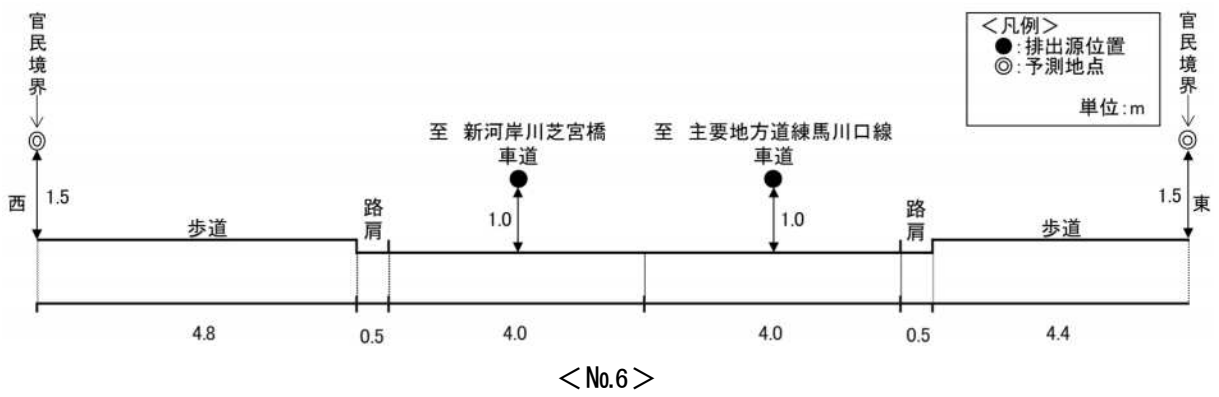 官民境界
<凡例>
●:排出源位置
◎:予測地点
単位:m
官民境界
至 新河岸川芝宮橋
車道
至 主要地方道練馬川口線
車道
西
1.5
歩道
路肩
1.0
1.0
路肩
歩道
1.5
東
4.8
0.5
4.0
4.0
0.5
4.4
<№6>